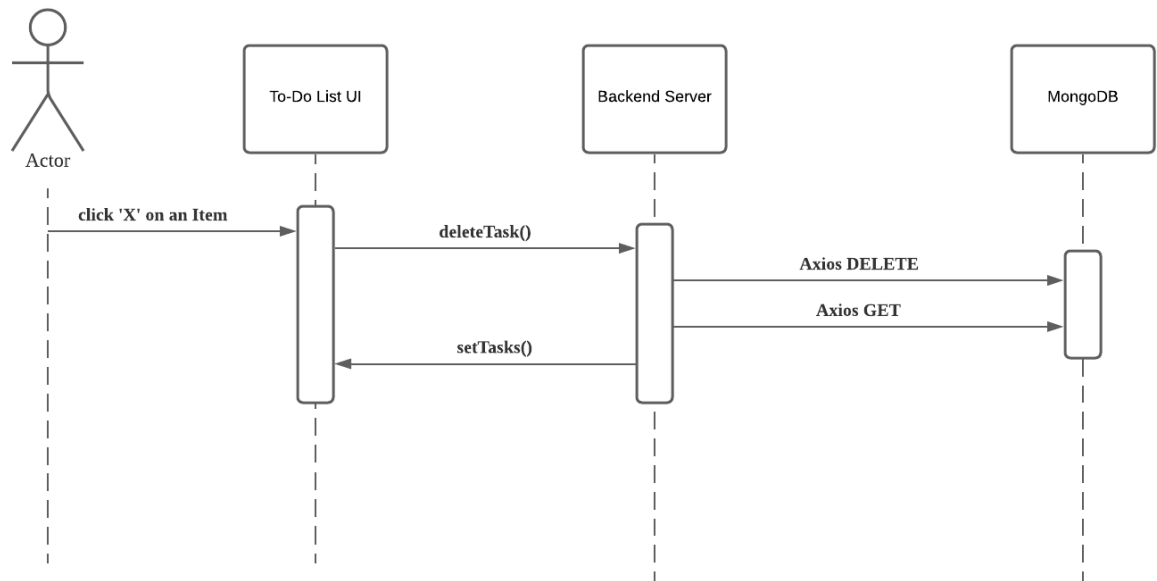 To-Do List UI
Backend Server
MongoDB
Actor
click 'X' on an Item
deleteTask()
Axios DELETE
Axios GET
setTasks()